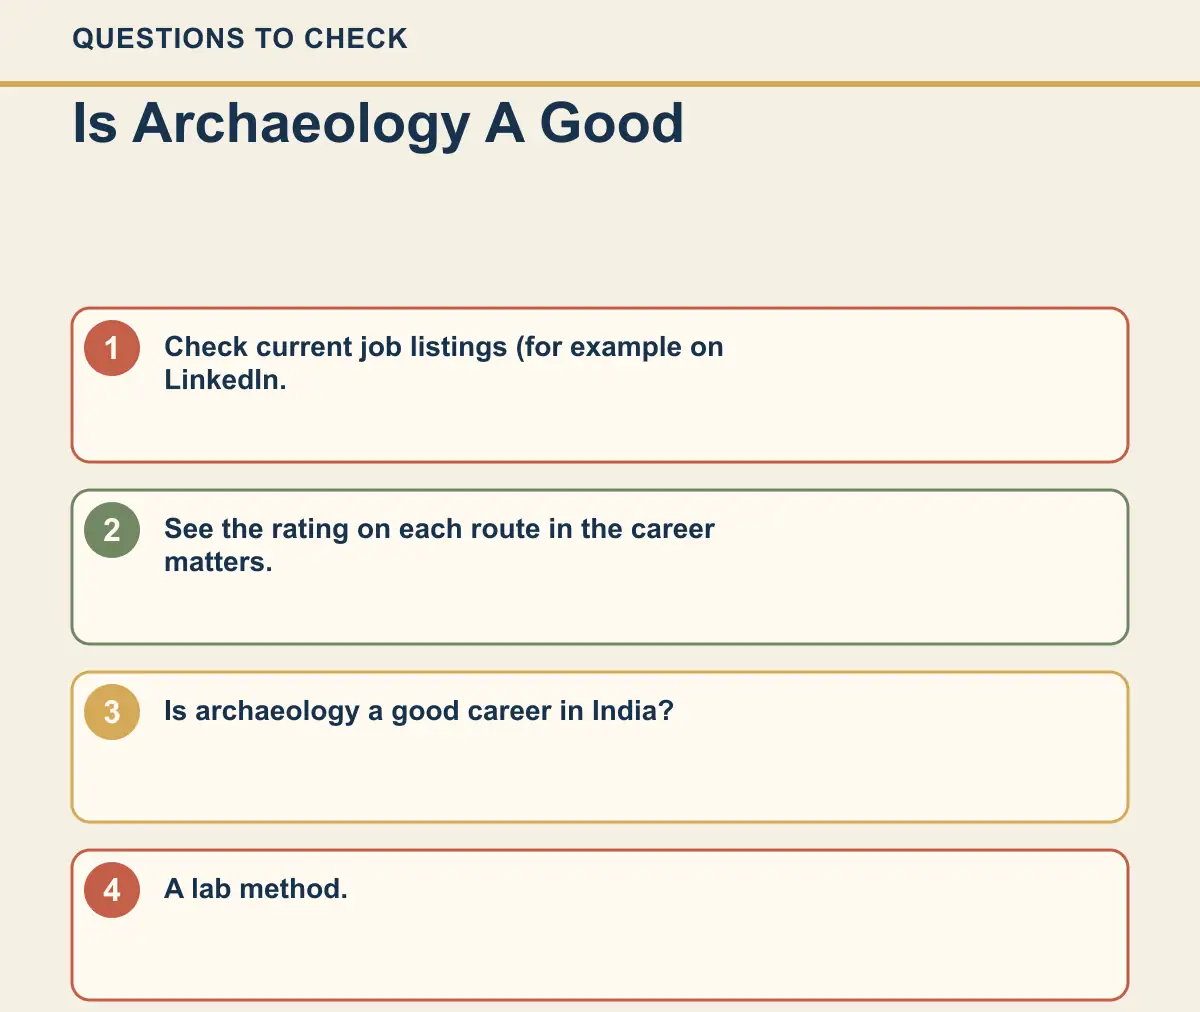 QUESTIONS TO CHECK
Is Archaeology A Good
1
Check current job listings (for example on
LinkedIn.
2
See the rating on each route in the career
matters.
3
Is archaeology a good career in India?
4
A lab method.